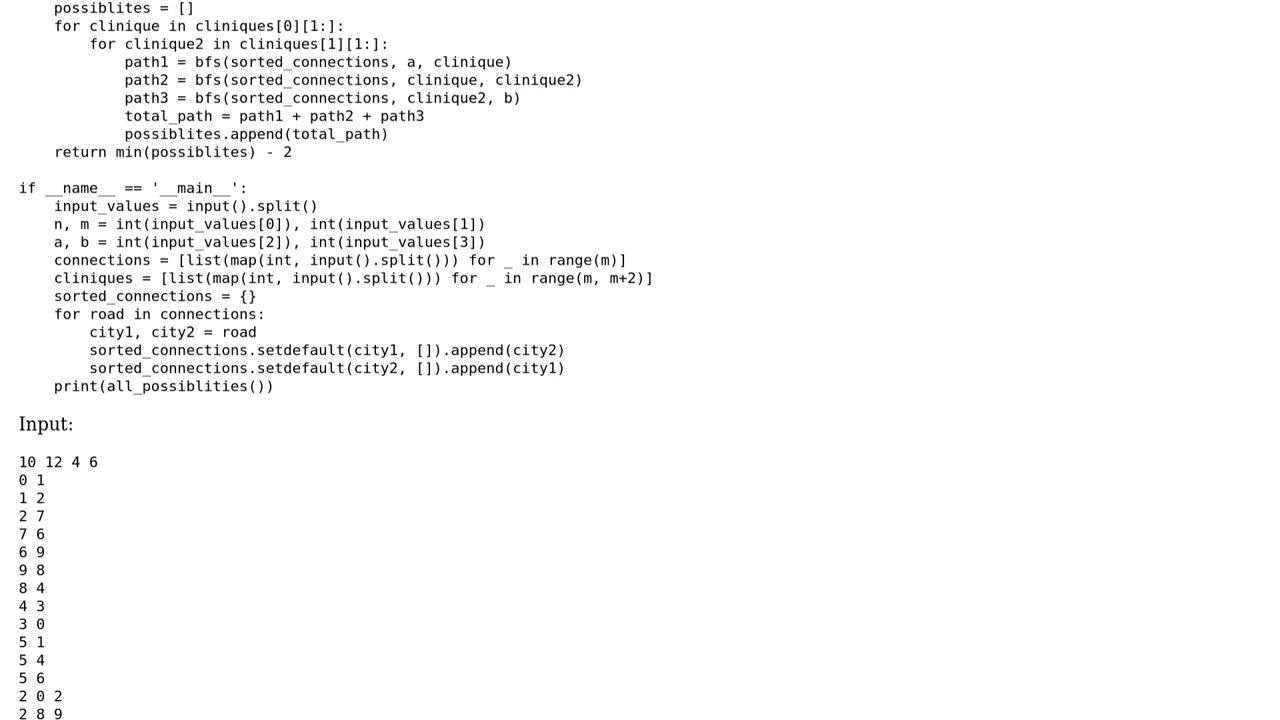 possiblites = []
    for clinique in cliniques[0][1:]:
        for clinique2 in cliniques[1][1:]:
            path1 = bfs(sorted_connections, a, clinique)
            path2 = bfs(sorted_connections, clinique, clinique2)
            path3 = bfs(sorted_connections, clinique2, b)
            total_path = path1 + path2 + path3
            possiblites.append(total_path)
    return min(possiblites) - 2

if __name__ == '__main__':
    input_values = input().split()
    n, m = int(input_values[0]), int(input_values[1])
    a, b = int(input_values[2]), int(input_values[3])
    connections = [list(map(int, input().split())) for _ in range(m)]
    cliniques = [list(map(int, input().split())) for _ in range(m, m+2)]
    sorted_connections = {}
    for road in connections:
        city1, city2 = road
        sorted_connections.setdefault(city1, []).append(city2)
        sorted_connections.setdefault(city2, []).append(city1)
    print(all_possiblities())

Input:

10 12 4 6
0 1
1 2
2 7
7 6
6 9
9 8
8 4
4 3
3 0
5 1
5 4
5 6
2 0 2
2 8 9